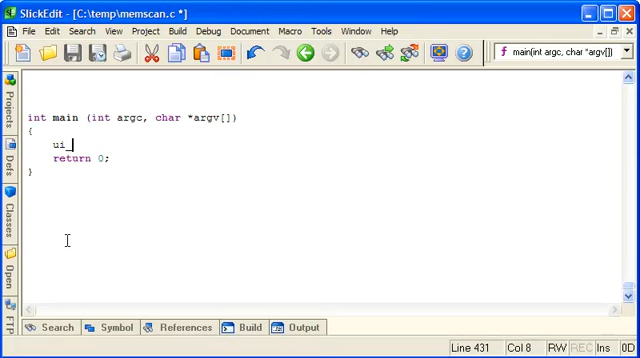 SlickEdit - [C:\temp\memscan.c *]
File Edit Search View Project Build Debug Document Macro Tools Window Help
main(int argc, char *argv[])
Projects
Defs
Classes
Open
FTP
int main (int argc, char *argv[])
{
ui_
return 0;
}
Search Symbol References Build Output
Line 431 Col 8 RW REC Ins 0D